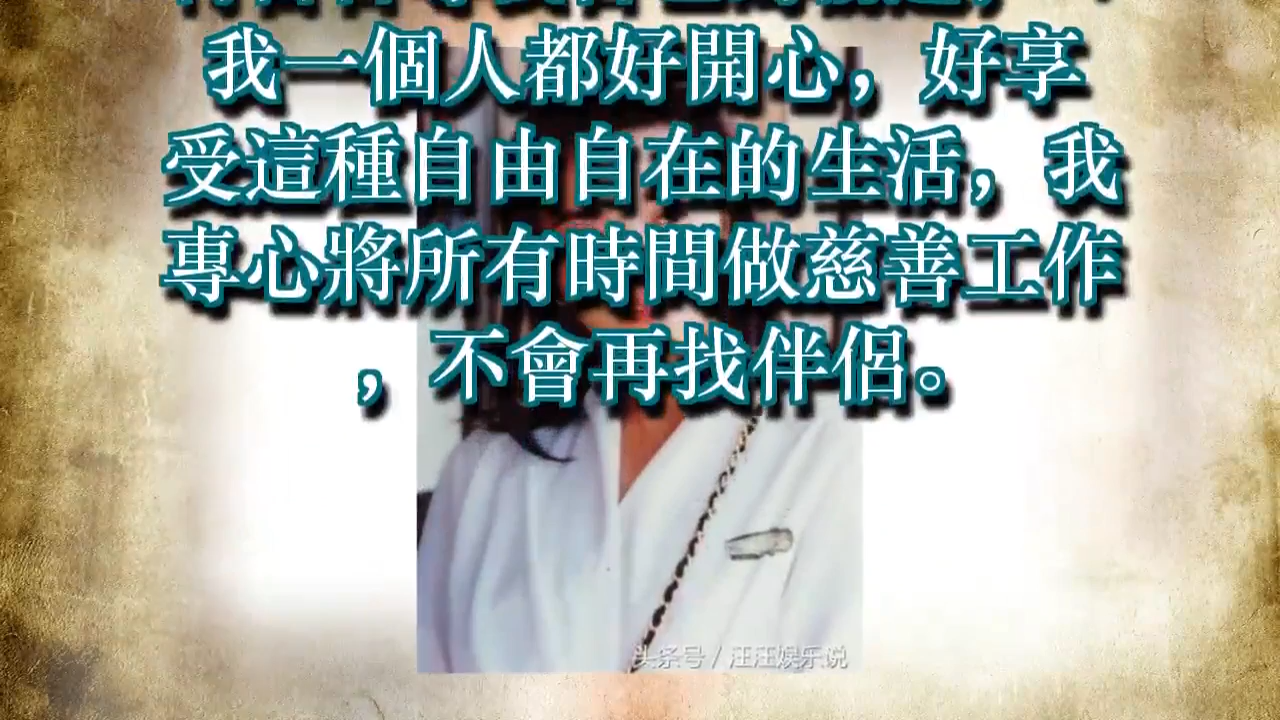 我一個人都好開心，好享
受這種自由自在的生活，我
專心將所有時間做慈善工作
，不會再找伴侶。
头条号 / 汪汪娱乐说